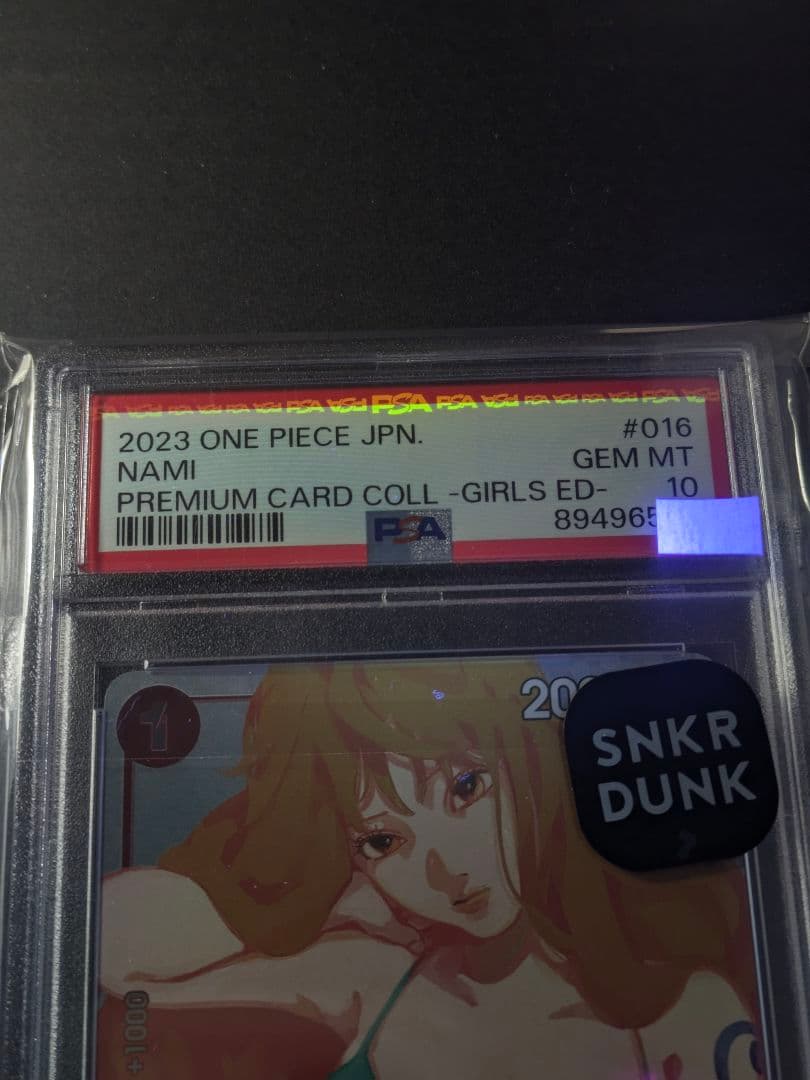 PSA
2023 ONE PIECE JPN.
#016
NAMI
GEM MT
PREMIUM CARD COLL -GIRLS ED-
10
PSA
894965
1
200
SNKR
DUNK
+1000